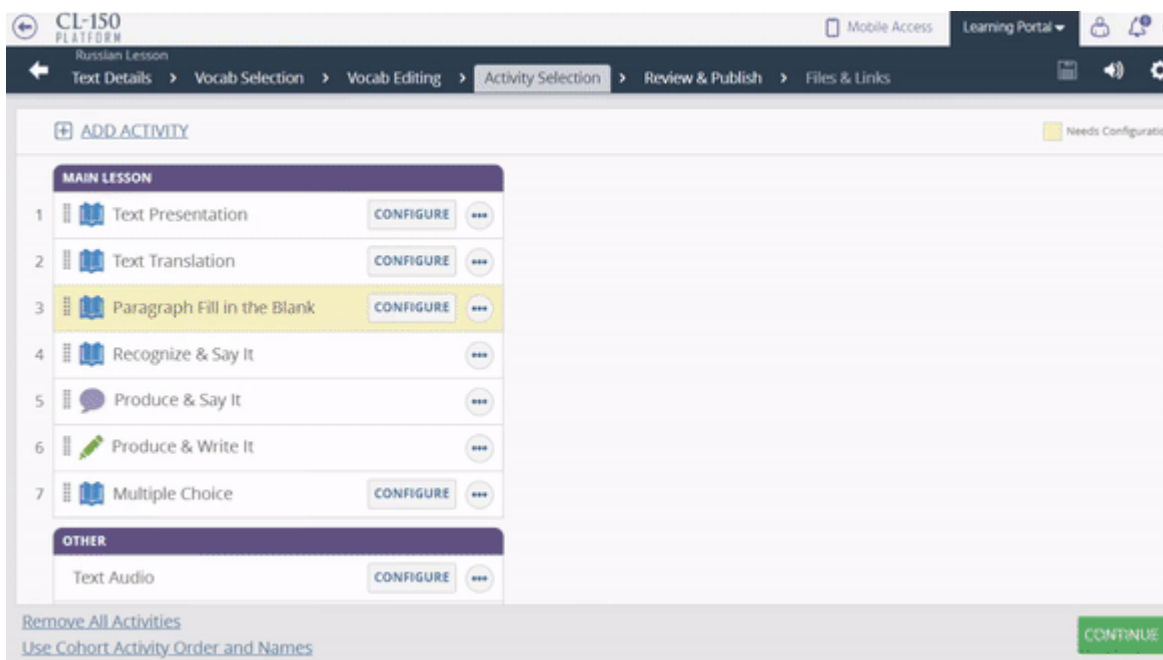 CL-150
PLATFORM
Mobile Access
Learning Portal
Russian Lesson
Text Details > Vocab Selection > Vocab Editing > Activity Selection > Review & Publish > Files & Links
ADD ACTIVITY
Needs Configuratio
MAIN LESSON
1 Text Presentation CONFIGURE
2 Text Translation CONFIGURE
3 Paragraph Fill in the Blank CONFIGURE
4 Recognize & Say It
5 Produce & Say It
6 Produce & Write It
7 Multiple Choice CONFIGURE
OTHER
Text Audio CONFIGURE
Remove All Activities
CONTINUE
Use Cohort Activity Order and Names